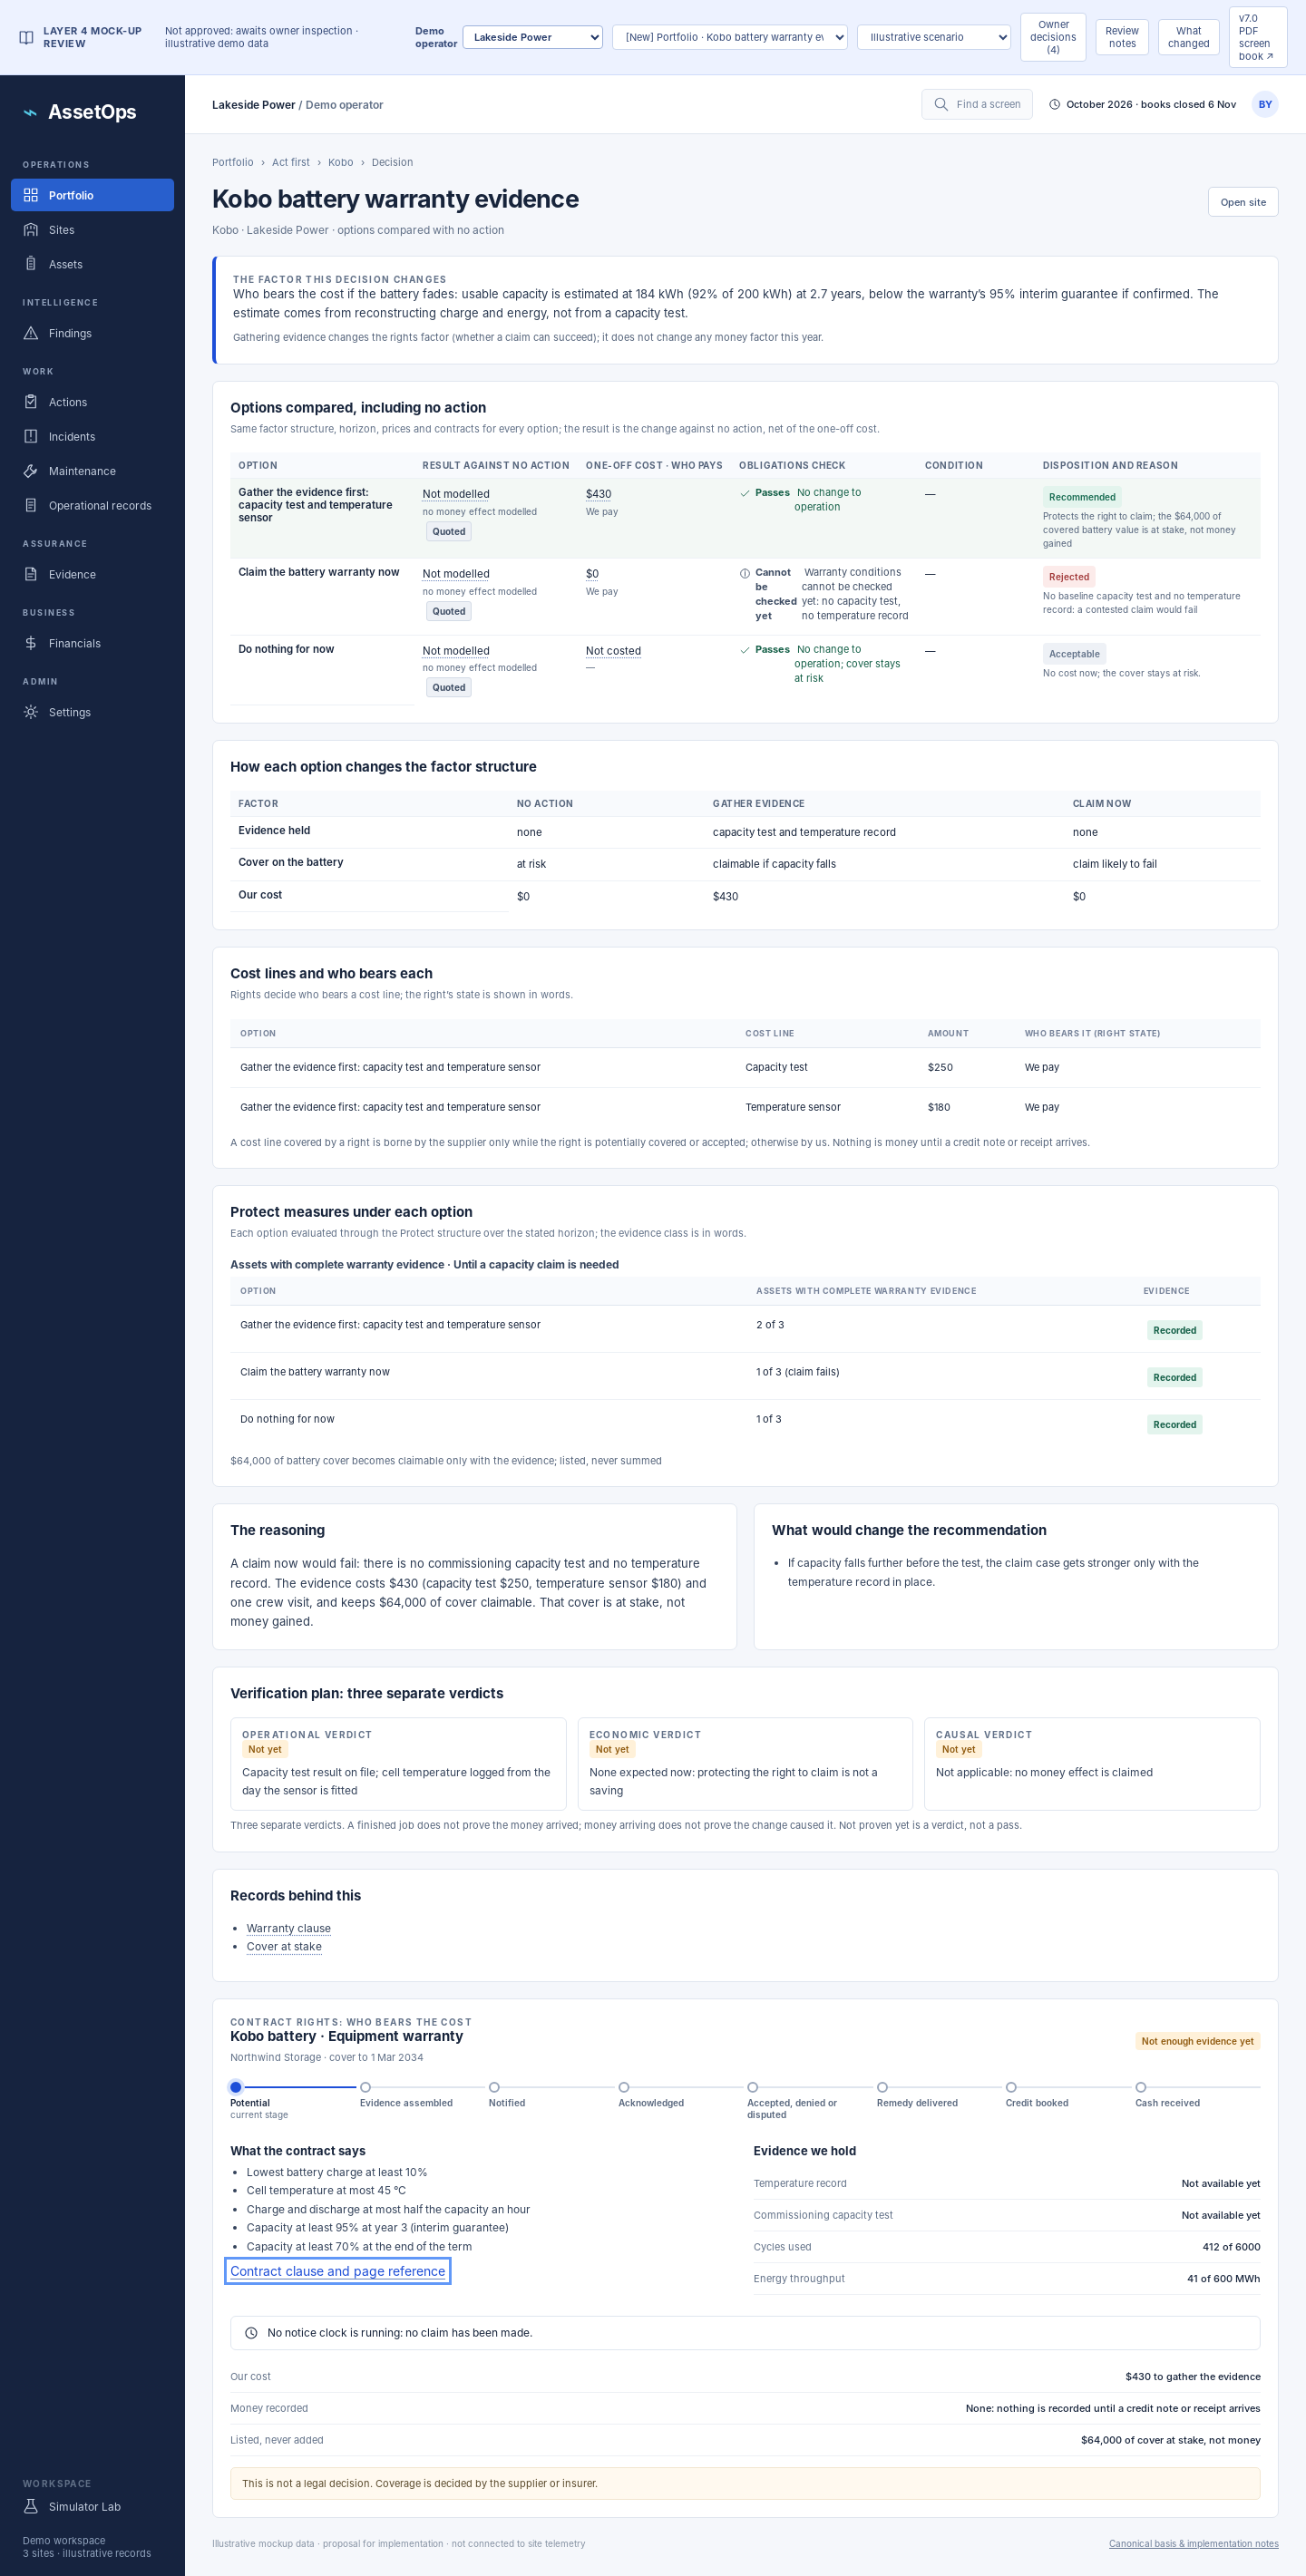 LAYER 4 MOCK-UP
REVIEW
Not approved: awaits owner inspection ·
illustrative demo data
Demo
operator
Lakeside Power
[New] Portfolio · Kobo battery warranty ev
Illustrative scenario
Owner
decisions
(4)
Review
notes
What
changed
v7.0
PDF
screen
book ↗
AssetOps
OPERATIONS
Portfolio
Sites
Assets
INTELLIGENCE
Findings
WORK
Actions
Incidents
Maintenance
Operational records
ASSURANCE
Evidence
BUSINESS
Financials
ADMIN
Settings
WORKSPACE
Simulator Lab
Demo workspace
3 sites · illustrative records
Lakeside Power / Demo operator
Find a screen
October 2026 · books closed 6 Nov
BY
Portfolio › Act first › Kobo › Decision
Kobo battery warranty evidence
Open site
Kobo · Lakeside Power · options compared with no action
THE FACTOR THIS DECISION CHANGES
Who bears the cost if the battery fades: usable capacity is estimated at 184 kWh (92% of 200 kWh) at 2.7 years, below the warranty’s 95% interim guarantee if confirmed. The
estimate comes from reconstructing charge and energy, not from a capacity test.
Gathering evidence changes the rights factor (whether a claim can succeed); it does not change any money factor this year.
Options compared, including no action
Same factor structure, horizon, prices and contracts for every option; the result is the change against no action, net of the one-off cost.
OPTION RESULT AGAINST NO ACTION ONE-OFF COST · WHO PAYS OBLIGATIONS CHECK CONDITION DISPOSITION AND REASON
Gather the evidence first:
capacity test and temperature
sensor
Not modelled
no money effect modelled
Quoted
$430
We pay
Passes No change to
operation
—
Recommended
Protects the right to claim; the $64,000 of
covered battery value is at stake, not money
gained
Claim the battery warranty now
Not modelled
no money effect modelled
Quoted
$0
We pay
Cannot
be
checked
yet
Warranty conditions
cannot be checked
yet: no capacity test,
no temperature record
—
Rejected
No baseline capacity test and no temperature
record: a contested claim would fail
Do nothing for now
Not modelled
no money effect modelled
Quoted
Not costed
—
Passes No change to
operation; cover stays
at risk
—
Acceptable
No cost now; the cover stays at risk.
How each option changes the factor structure
FACTOR NO ACTION GATHER EVIDENCE CLAIM NOW
Evidence held none capacity test and temperature record none
Cover on the battery at risk claimable if capacity falls claim likely to fail
Our cost $0 $430 $0
Cost lines and who bears each
Rights decide who bears a cost line; the right’s state is shown in words.
OPTION COST LINE AMOUNT WHO BEARS IT (RIGHT STATE)
Gather the evidence first: capacity test and temperature sensor Capacity test $250 We pay
Gather the evidence first: capacity test and temperature sensor Temperature sensor $180 We pay
A cost line covered by a right is borne by the supplier only while the right is potentially covered or accepted; otherwise by us. Nothing is money until a credit note or receipt arrives.
Protect measures under each option
Each option evaluated through the Protect structure over the stated horizon; the evidence class is in words.
Assets with complete warranty evidence · Until a capacity claim is needed
OPTION ASSETS WITH COMPLETE WARRANTY EVIDENCE EVIDENCE
Gather the evidence first: capacity test and temperature sensor 2 of 3 Recorded
Claim the battery warranty now 1 of 3 (claim fails) Recorded
Do nothing for now 1 of 3 Recorded
$64,000 of battery cover becomes claimable only with the evidence; listed, never summed
The reasoning
A claim now would fail: there is no commissioning capacity test and no temperature
record. The evidence costs $430 (capacity test $250, temperature sensor $180) and
one crew visit, and keeps $64,000 of cover claimable. That cover is at stake, not
money gained.
What would change the recommendation
• If capacity falls further before the test, the claim case gets stronger only with the
temperature record in place.
Verification plan: three separate verdicts
OPERATIONAL VERDICT
Not yet
Capacity test result on file; cell temperature logged from the
day the sensor is fitted
ECONOMIC VERDICT
Not yet
None expected now: protecting the right to claim is not a
saving
CAUSAL VERDICT
Not yet
Not applicable: no money effect is claimed
Three separate verdicts. A finished job does not prove the money arrived; money arriving does not prove the change caused it. Not proven yet is a verdict, not a pass.
Records behind this
• Warranty clause
• Cover at stake
CONTRACT RIGHTS: WHO BEARS THE COST
Kobo battery · Equipment warranty
Not enough evidence yet
Northwind Storage · cover to 1 Mar 2034
Potential
current stage
Evidence assembled
Notified
Acknowledged
Accepted, denied or
disputed
Remedy delivered
Credit booked
Cash received
What the contract says
• Lowest battery charge at least 10%
• Cell temperature at most 45 °C
• Charge and discharge at most half the capacity an hour
• Capacity at least 95% at year 3 (interim guarantee)
• Capacity at least 70% at the end of the term
Contract clause and page reference
Evidence we hold
Temperature record Not available yet
Commissioning capacity test Not available yet
Cycles used 412 of 6000
Energy throughput 41 of 600 MWh
No notice clock is running: no claim has been made.
Our cost $430 to gather the evidence
Money recorded None: nothing is recorded until a credit note or receipt arrives
Listed, never added $64,000 of cover at stake, not money
This is not a legal decision. Coverage is decided by the supplier or insurer.
Illustrative mockup data · proposal for implementation · not connected to site telemetry
Canonical basis & implementation notes